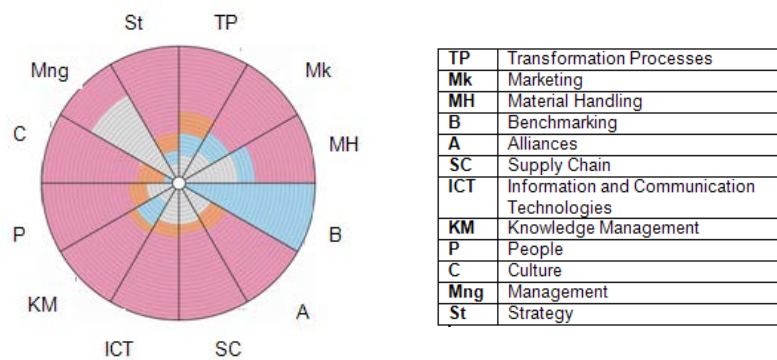 St TP
Mng Mk
C MH
P B
KM A
ICT SC
TP Transformation Processes
Mk Marketing
MH Material Handling
B Benchmarking
A Alliances
SC Supply Chain
ICT Information and Communication
Technologies
KM Knowledge Management
P People
C Culture
Mng Management
St Strategy